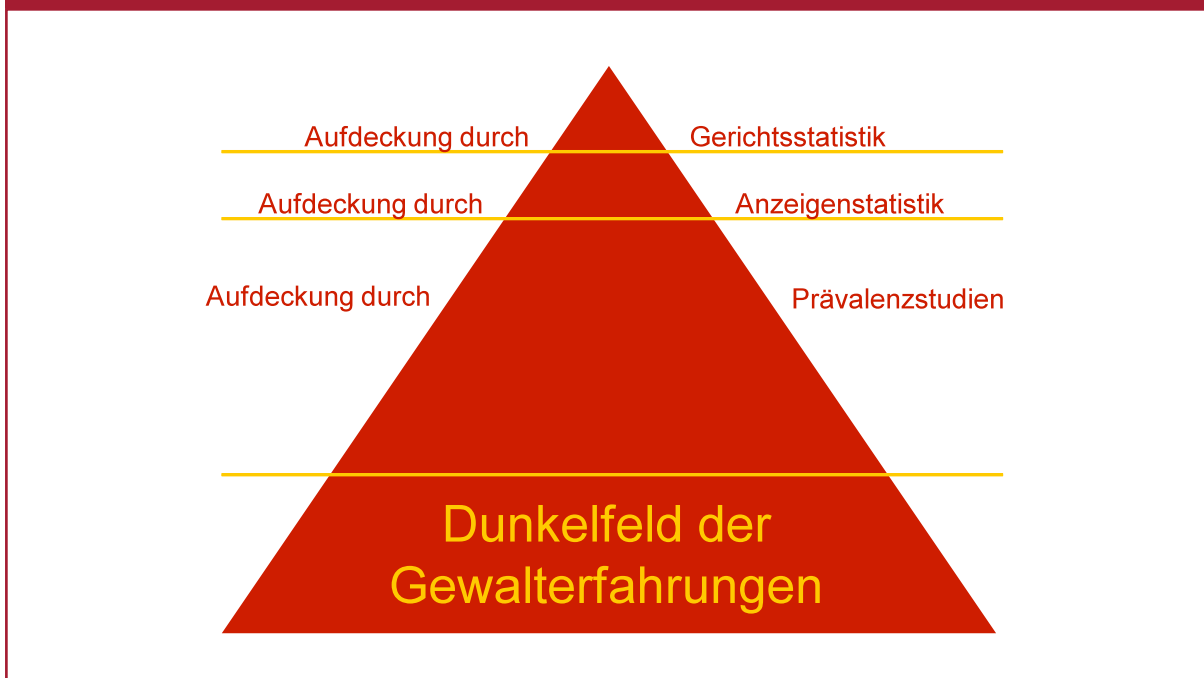 Aufdeckung durch Gerichtsstatistik
Aufdeckung durch Anzeigenstatistik
Aufdeckung durch Prävalenzstudien
Dunkelfeld der
Gewalterfahrungen